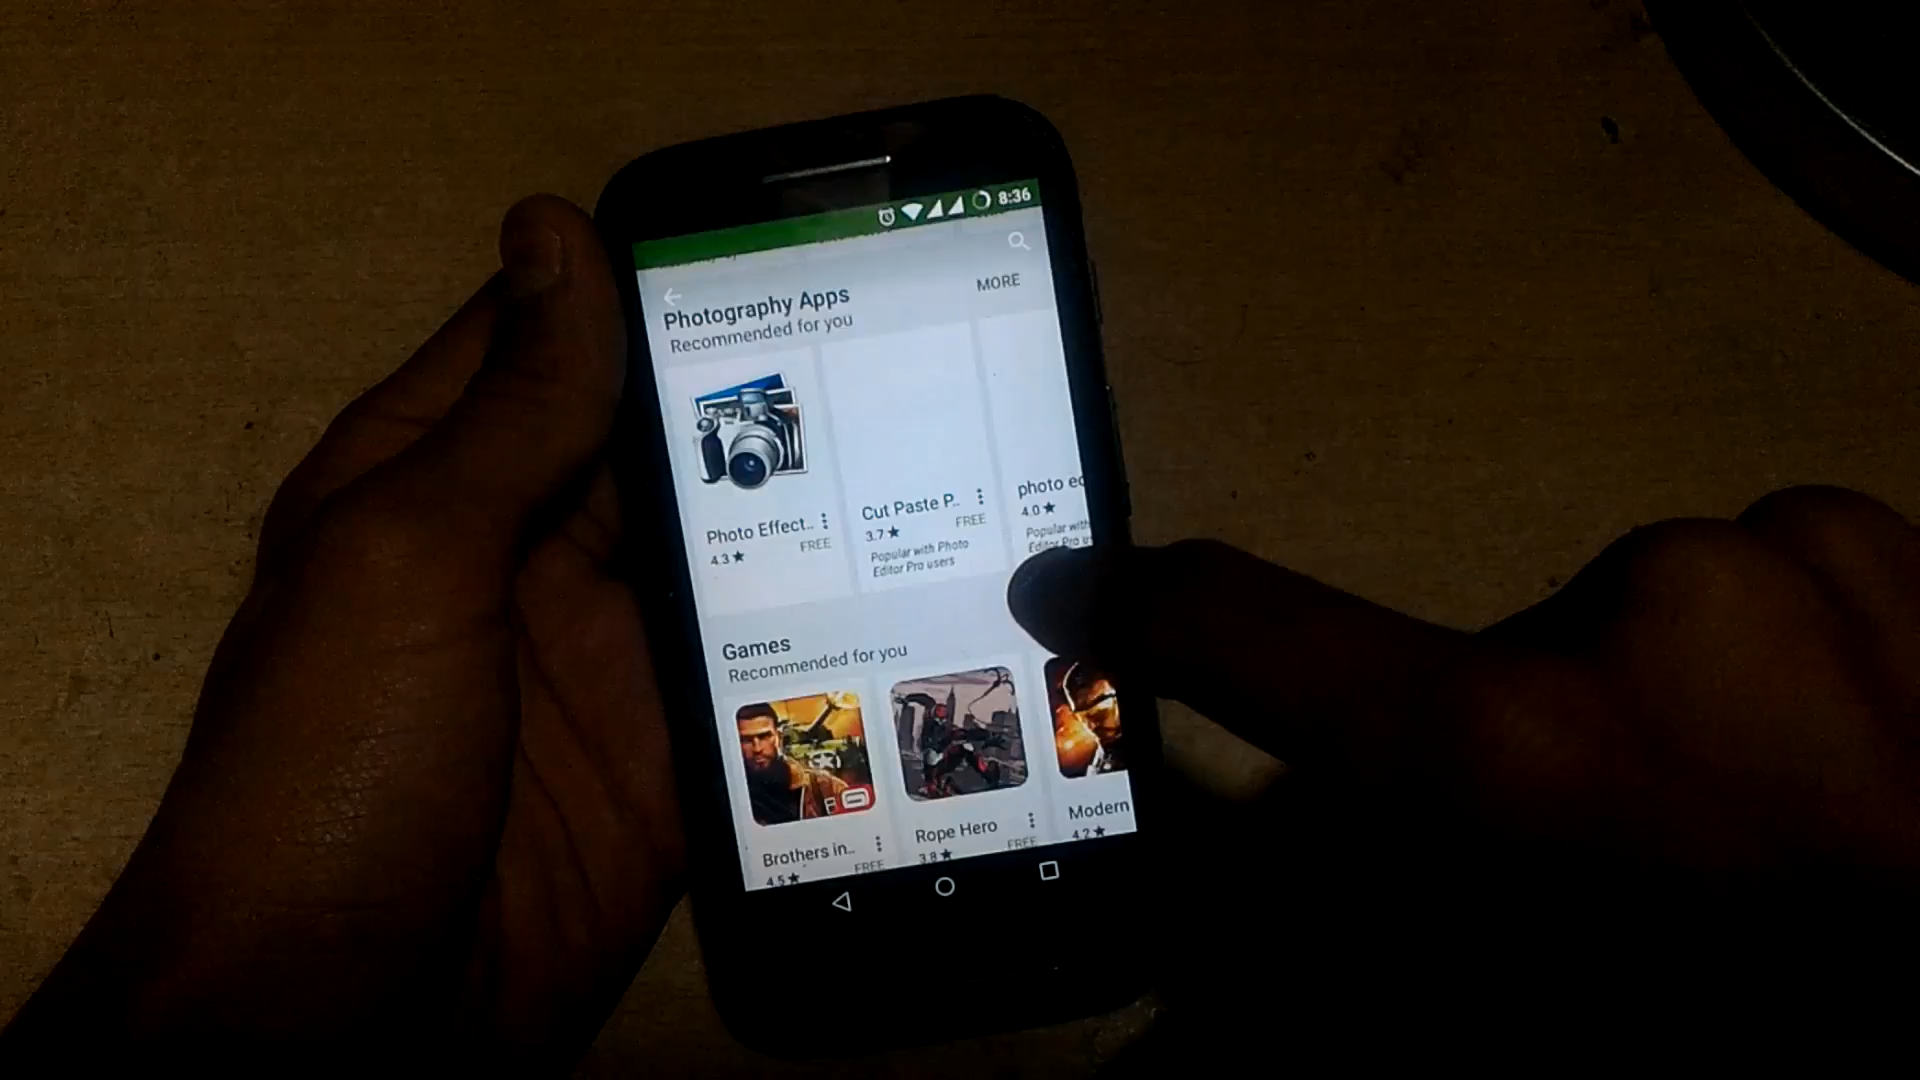 8:36
Photography Apps
MORE
Recommended for you
Photo Effect..
4.3★
FREE
Cut Paste P..
3.7★
FREE
Popular with Photo
Editor Pro users
photo ed
4.0★
Popular with
Editor Pro us
Games
Recommended for you
Brothers in..
4.5★
FREE
Rope Hero
3.8★
FREE
Modern
4.2★